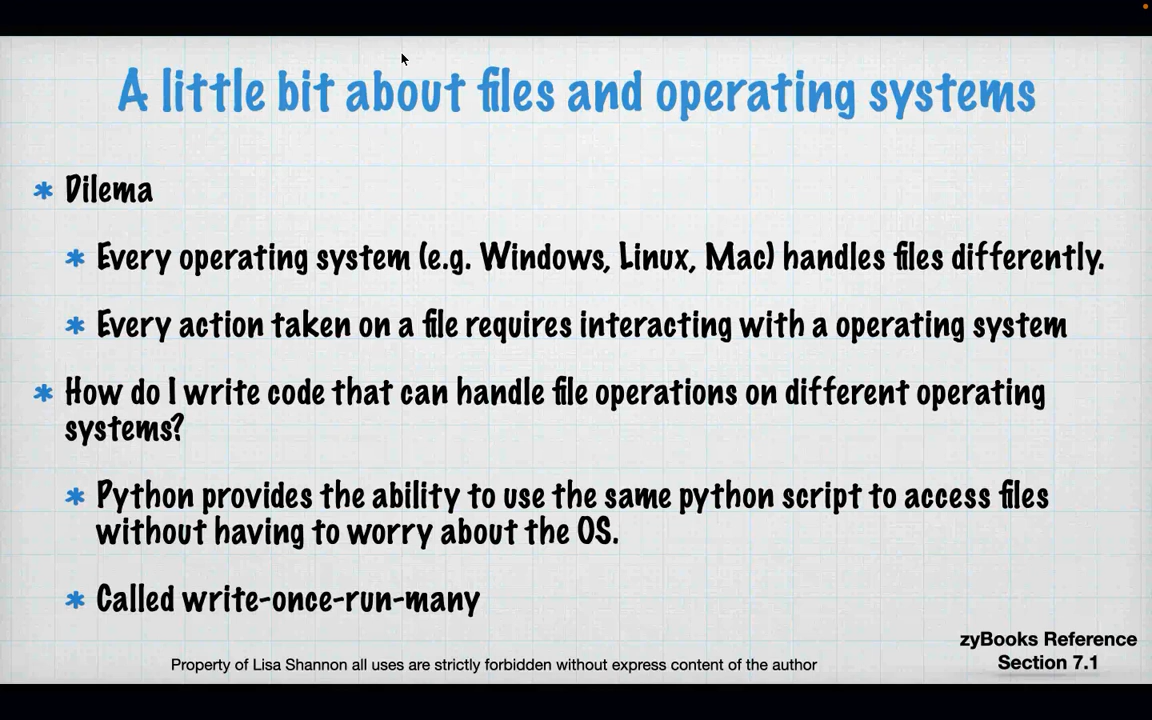 A little bit about files and operating systems
* Dilema
* Every operating system (e.g. Windows, Linux, Mac) handles files differently.
* Every action taken on a file requires interacting with a operating system
* How do I write code that can handle file operations on different operating
systems?
* Python provides the ability to use the same python script to access files
without having to worry about the OS.
* Called write-once-run-many
zyBooks Reference
Section 7.1
Property of Lisa Shannon all uses are strictly forbidden without express content of the author